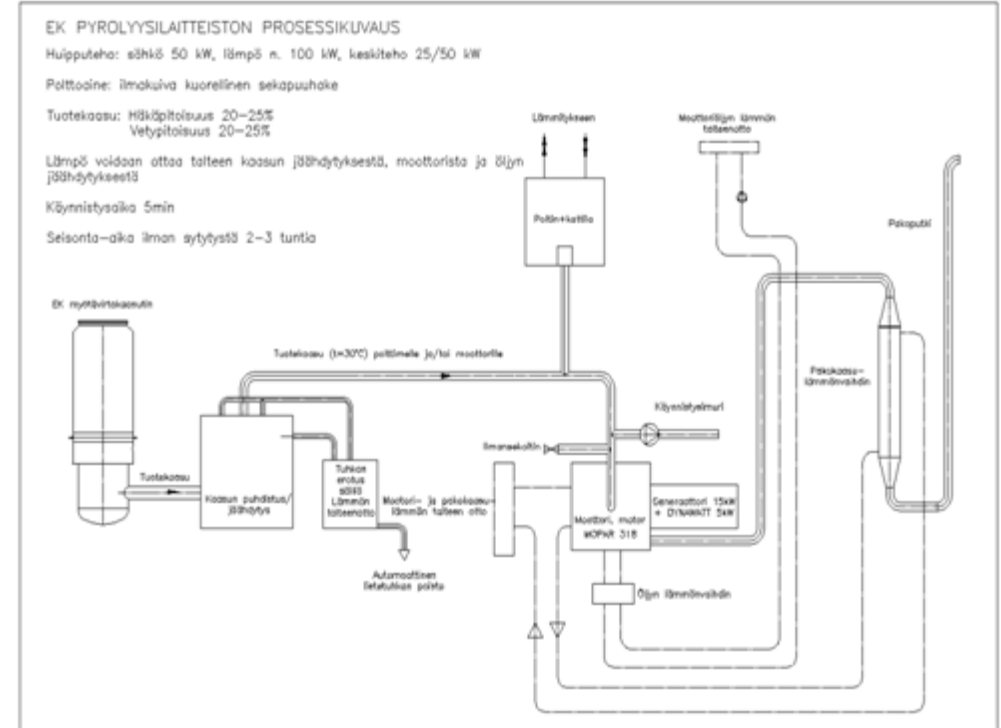 EK PYROLYYSILAITTEISTON PROSESSIKUVAUS
Huipputeho: sähkö 50 kW, lämpö n. 100 kW, keskiteho 25/50 kW
Polttoaine: ilmakuiva kuorellinen sekapuuhake
Tuotekaasu: Häkäpitoisuus 20-25%
Vetypitoisuus 20-25%
Lämpö voidaan ottaa talteen kaasun jäähdytyksestä, moottorista ja öljyn
jäähdytyksestä
Käynnistysaika 5min
Seisonta-aika ilman sytytystä 2-3 tuntia
Lämmitykseen
Moottoriöljyn lämmön
talteenotto
Poltin+kattila
Pakoputki
EK myötävirtakaasutin
Tuotekaasu (t=30°C) polttimelle ja/tai moottorille
Pakokaasu-
lämmönvaihdin
Käynnistysimuri
Ilmansekoitin
Tuotekaasu
Kaasun puhdistus/
jäähdytys
Tuhkan
erotus
säiliö
Lämmön
talteenotto
Moottori- ja pakokaasu-
lämmön talteen otto
Generaattori 15kW
+ DYNAWATT 5kW
Moottori, motor
MOPAR 318
Automaattinen
lietetuhkan poisto
Öljyn lämmönvaihdin